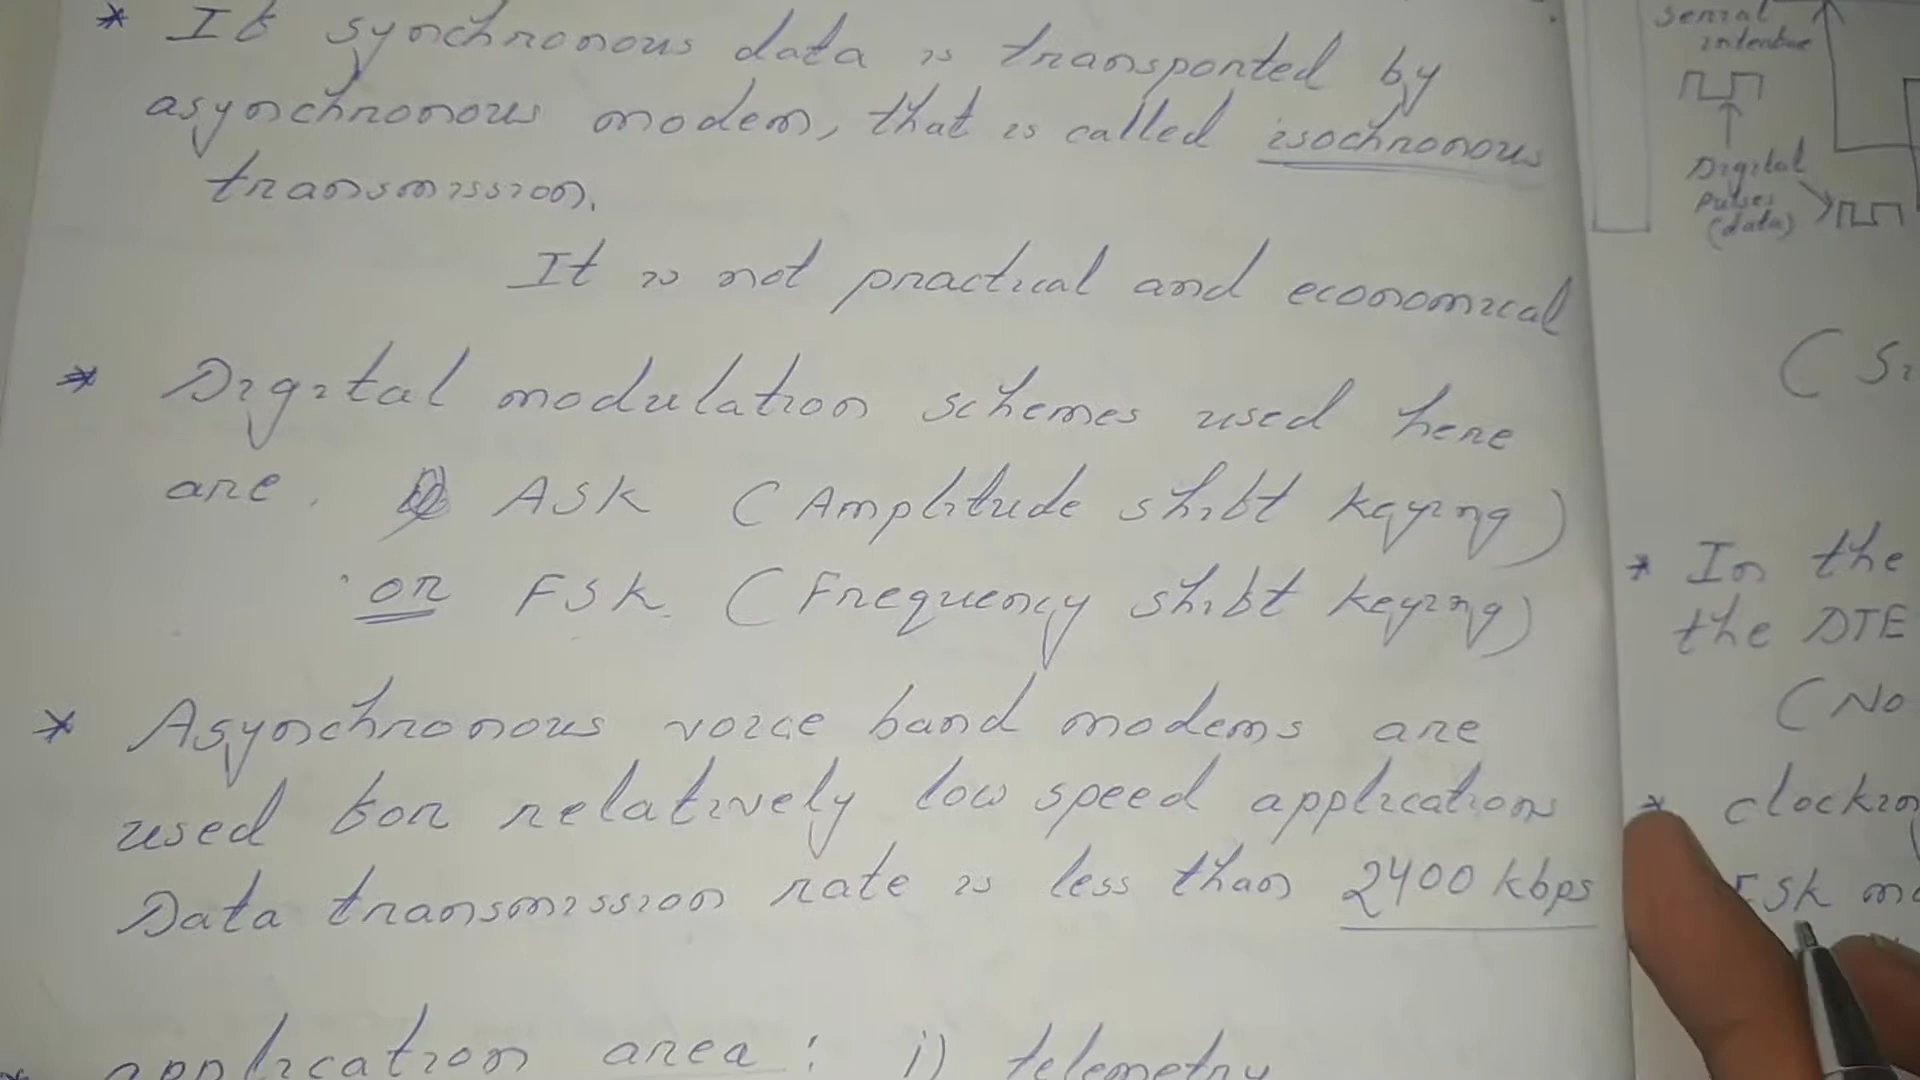 * If synchronous data is transported by
asynchronous modem, that is called isochronous
transmission.
It is not practical and economical
* Digital modulation schemes used here
are. ASK (Amplitude shift keying)
or FSK. (Frequency shift keying)
* Asynchronous voice band modems are
used for relatively low speed applications
Data transmission rate is less than 2400 kbps
* application area: i) telemetry
Serial
interface
Digital
pulses
(data)
* In the
the DTE
(No
*
FSK